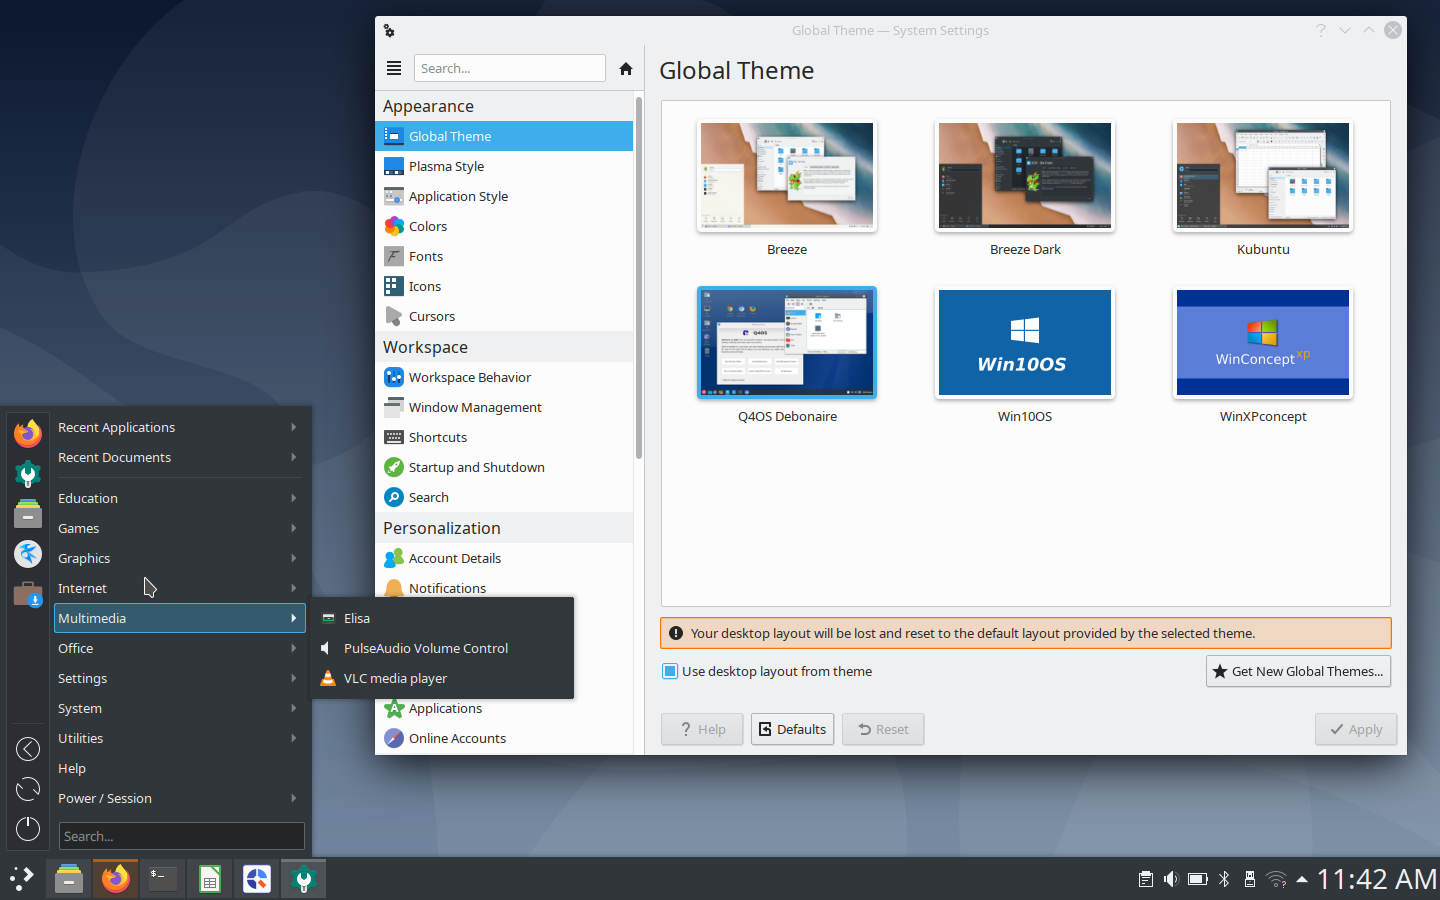 Global Theme — System Settings
Search...
Global Theme
Appearance
Global Theme
Plasma Style
Application Style
Colors
Fonts
Icons
Cursors
Workspace
Workspace Behavior
Window Management
Shortcuts
Startup and Shutdown
Search
Personalization
Account Details
Notifications
Applications
Online Accounts
Breeze
Breeze Dark
Kubuntu
Q4OS
Win10OS
WinConceptxp
Q4OS Debonaire
Win10OS
WinXPconcept
Your desktop layout will be lost and reset to the default layout provided by the selected theme.
Use desktop layout from theme
Get New Global Themes...
? Help
Defaults
Reset
Apply
Recent Applications
Recent Documents
Education
Games
Graphics
Internet
Multimedia
Office
Settings
System
Utilities
Help
Power / Session
Search...
Elisa
PulseAudio Volume Control
VLC media player
11:42 AM